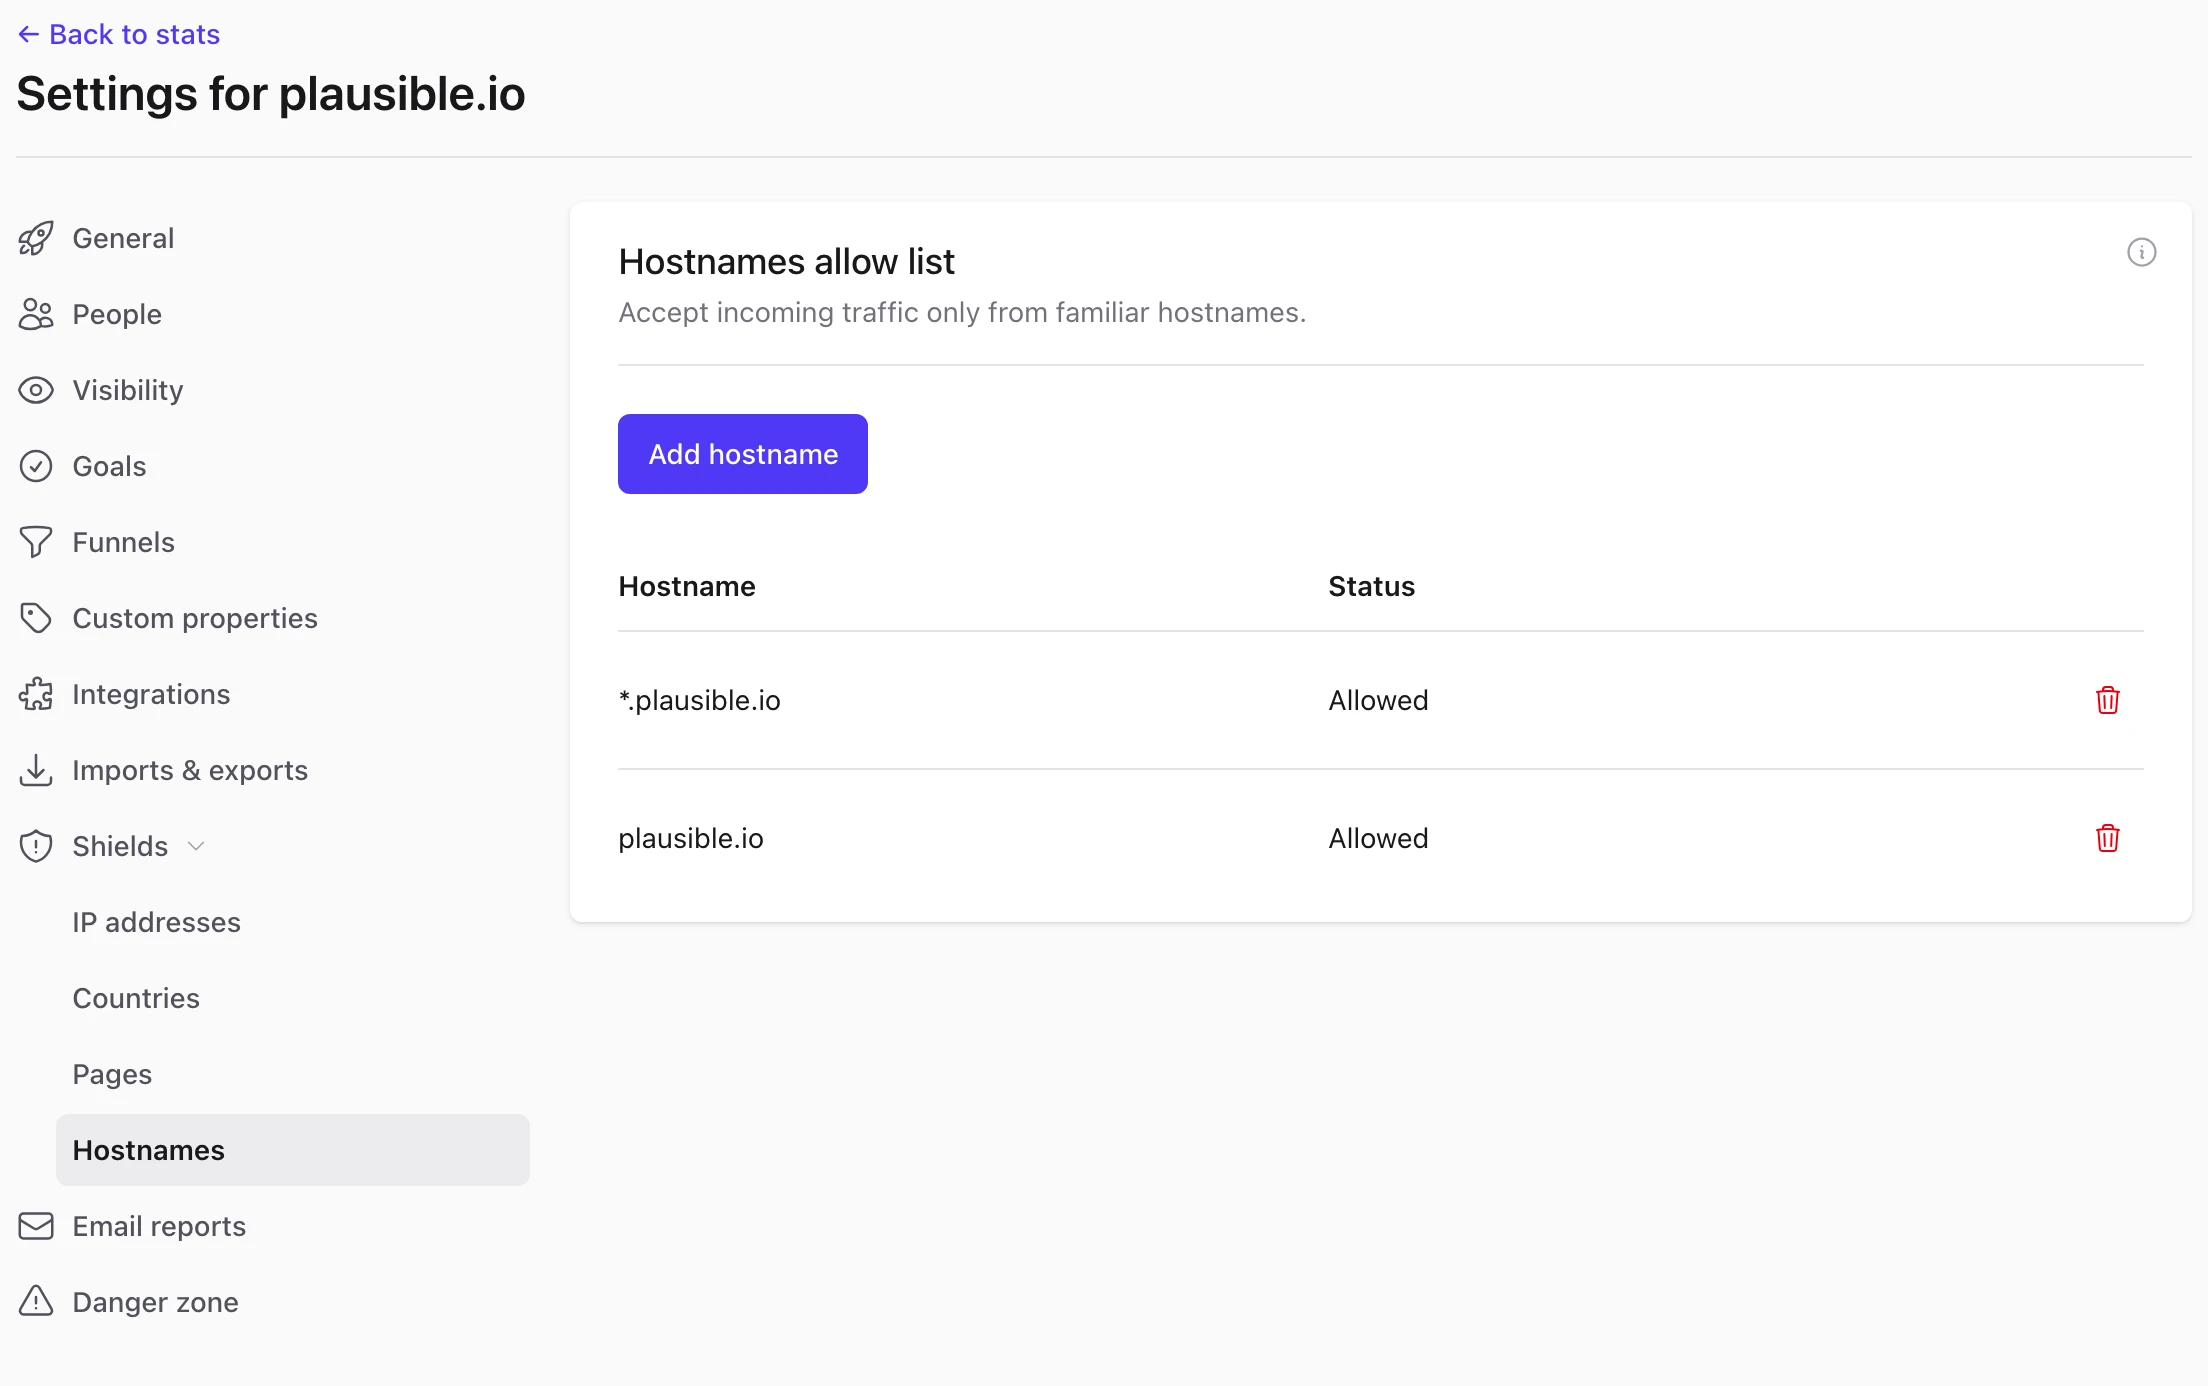 ← Back to stats
Settings for plausible.io
General
People
Visibility
Goals
Funnels
Custom properties
Integrations
Imports & exports
Shields
IP addresses
Countries
Pages
Hostnames
Email reports
Danger zone
Hostnames allow list
Accept incoming traffic only from familiar hostnames.
Add hostname
Hostname Status
*.plausible.io Allowed
plausible.io Allowed